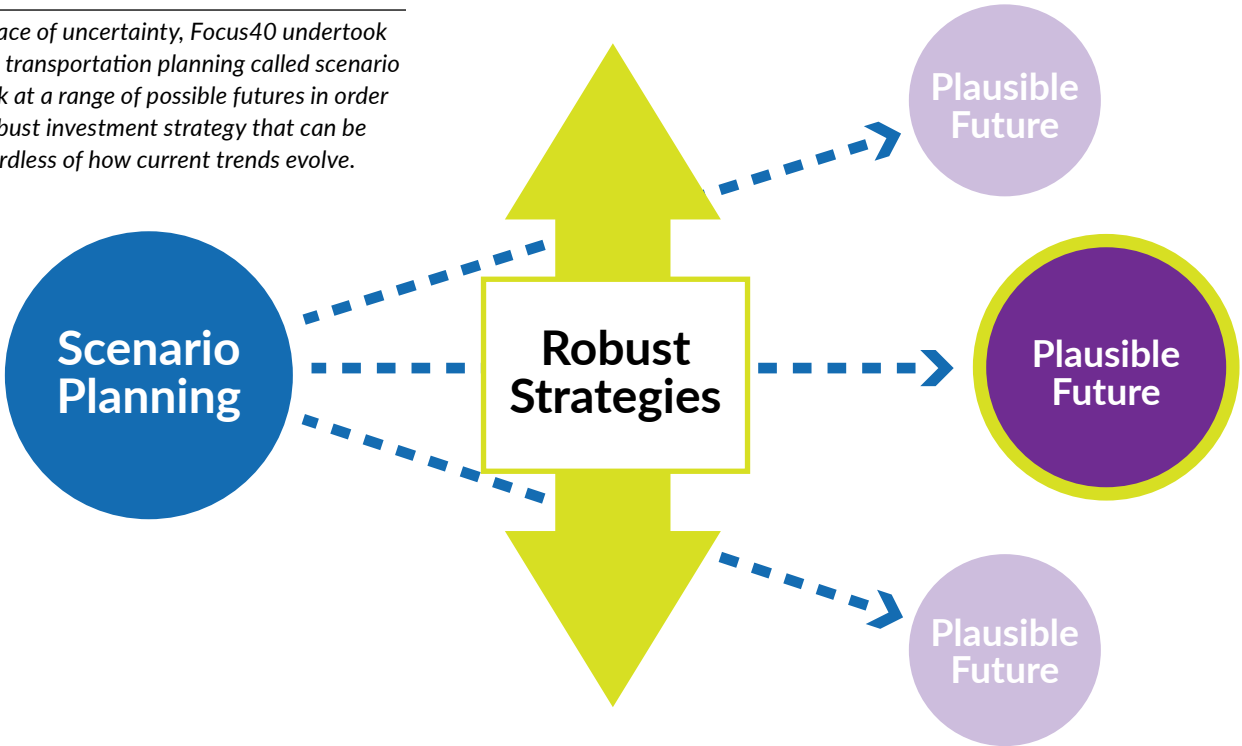 ace of uncertainty, Focus40 undertook
transportation planning called scenario
k at a range of possible futures in order
bust investment strategy that can be
rdless of how current trends evolve.
Plausible
Future
Scenario
Planning
Robust
Strategies
Plausible
Future
Plausible
Future